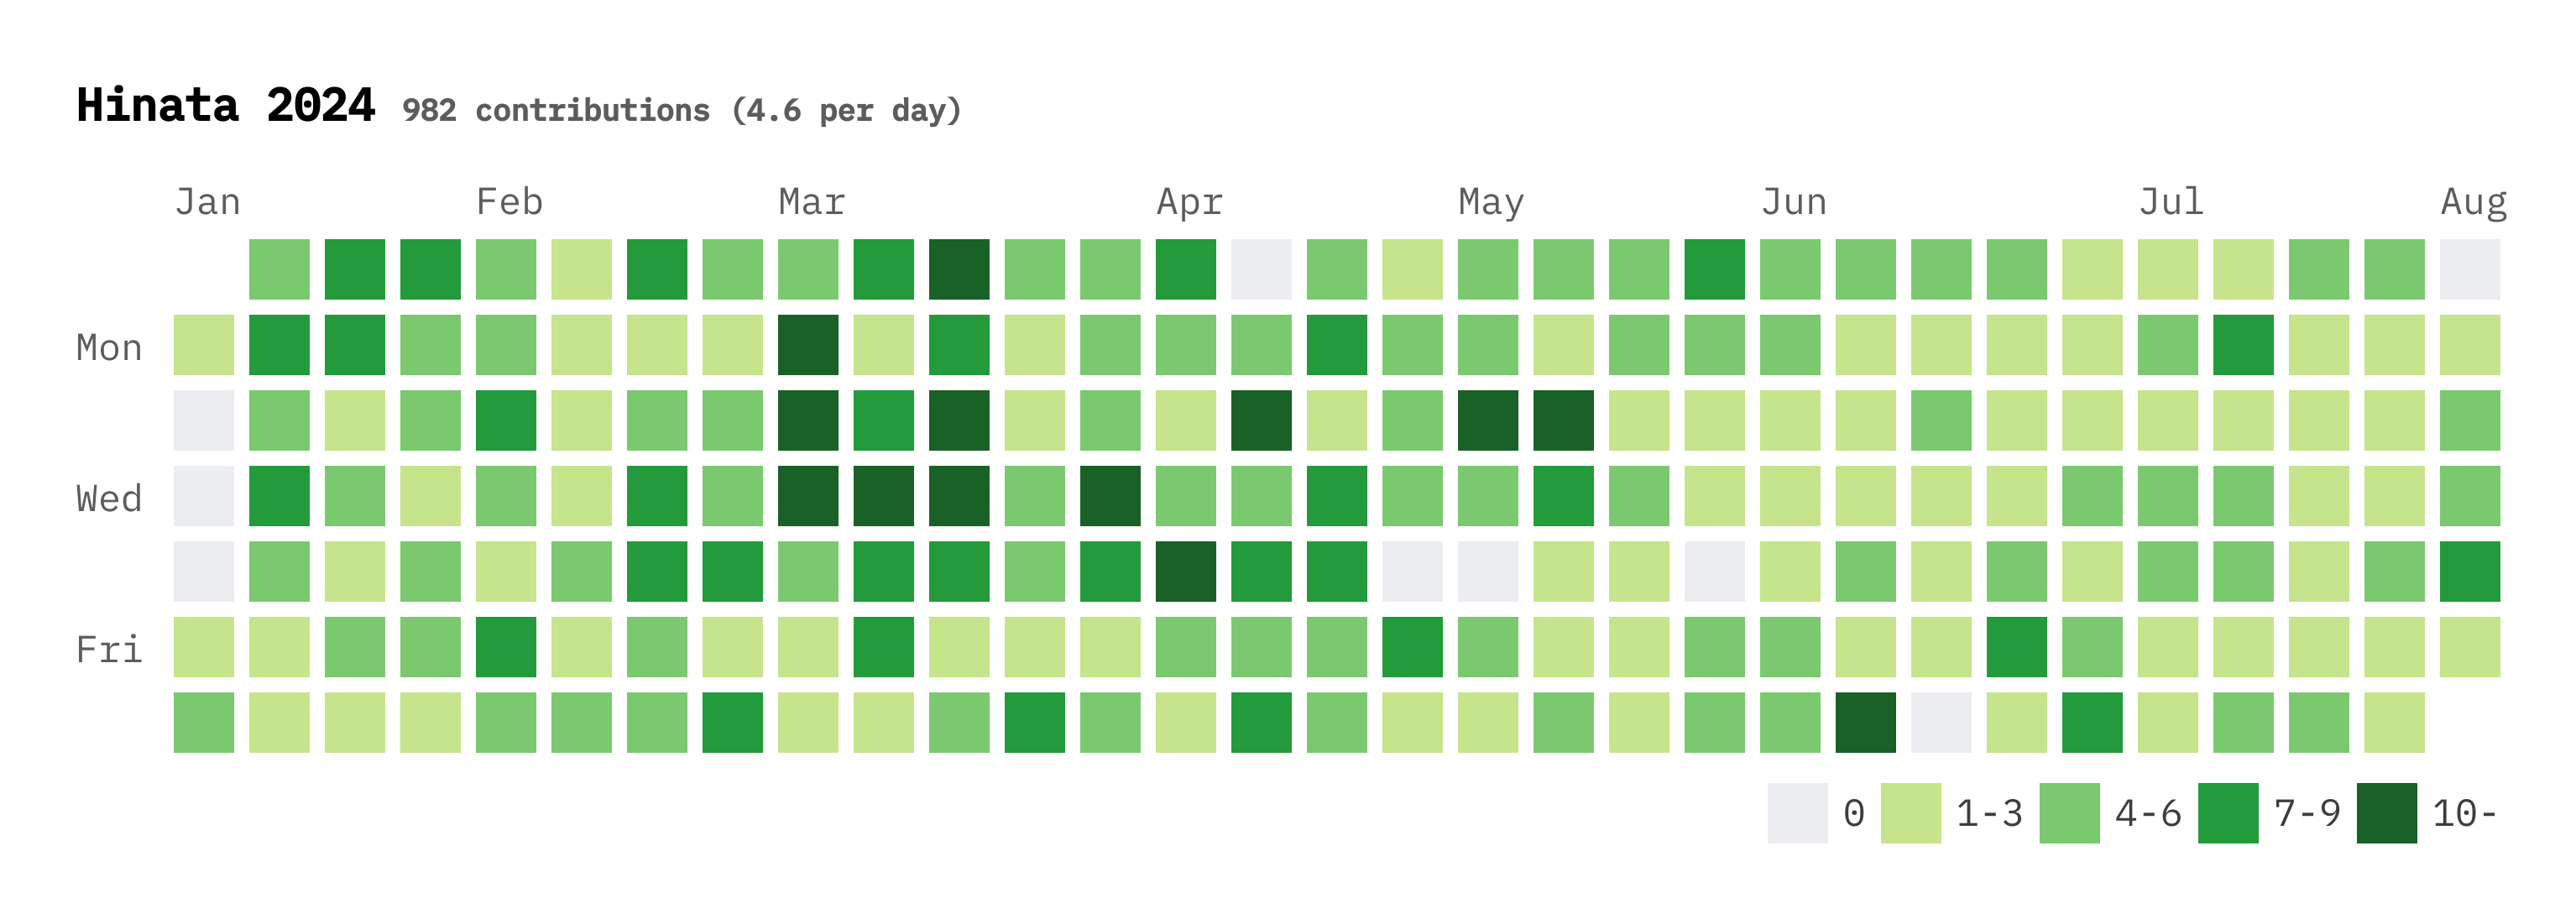 Hinata 2024 982 contributions (4.6 per day)
Jan Feb Mar Apr May Jun Jul Aug
Mon
Wed
Fri
0 1-3 4-6 7-9 10-